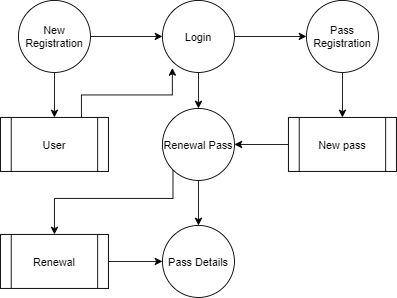 New
Registration
Login
Pass
Registration
User
Renewal Pass
New pass
Renewal
Pass Details